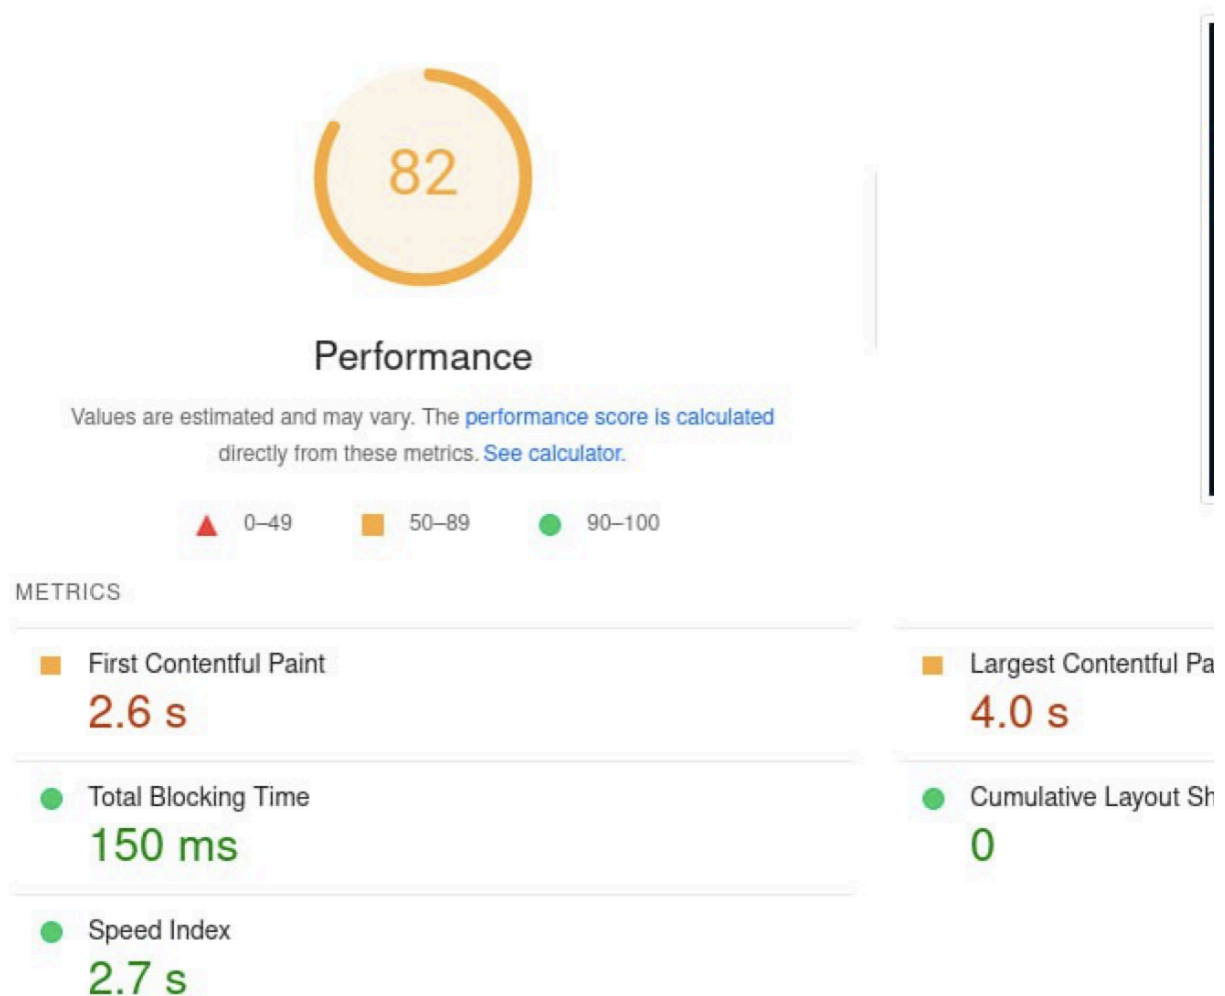 82
Performance
Values are estimated and may vary. The performance score is calculated
directly from these metrics. See calculator.
0–49 50–89 90–100
METRICS
First Contentful Paint
2.6 s
Largest Contentful Pa
4.0 s
Total Blocking Time
150 ms
Cumulative Layout Sh
0
Speed Index
2.7 s